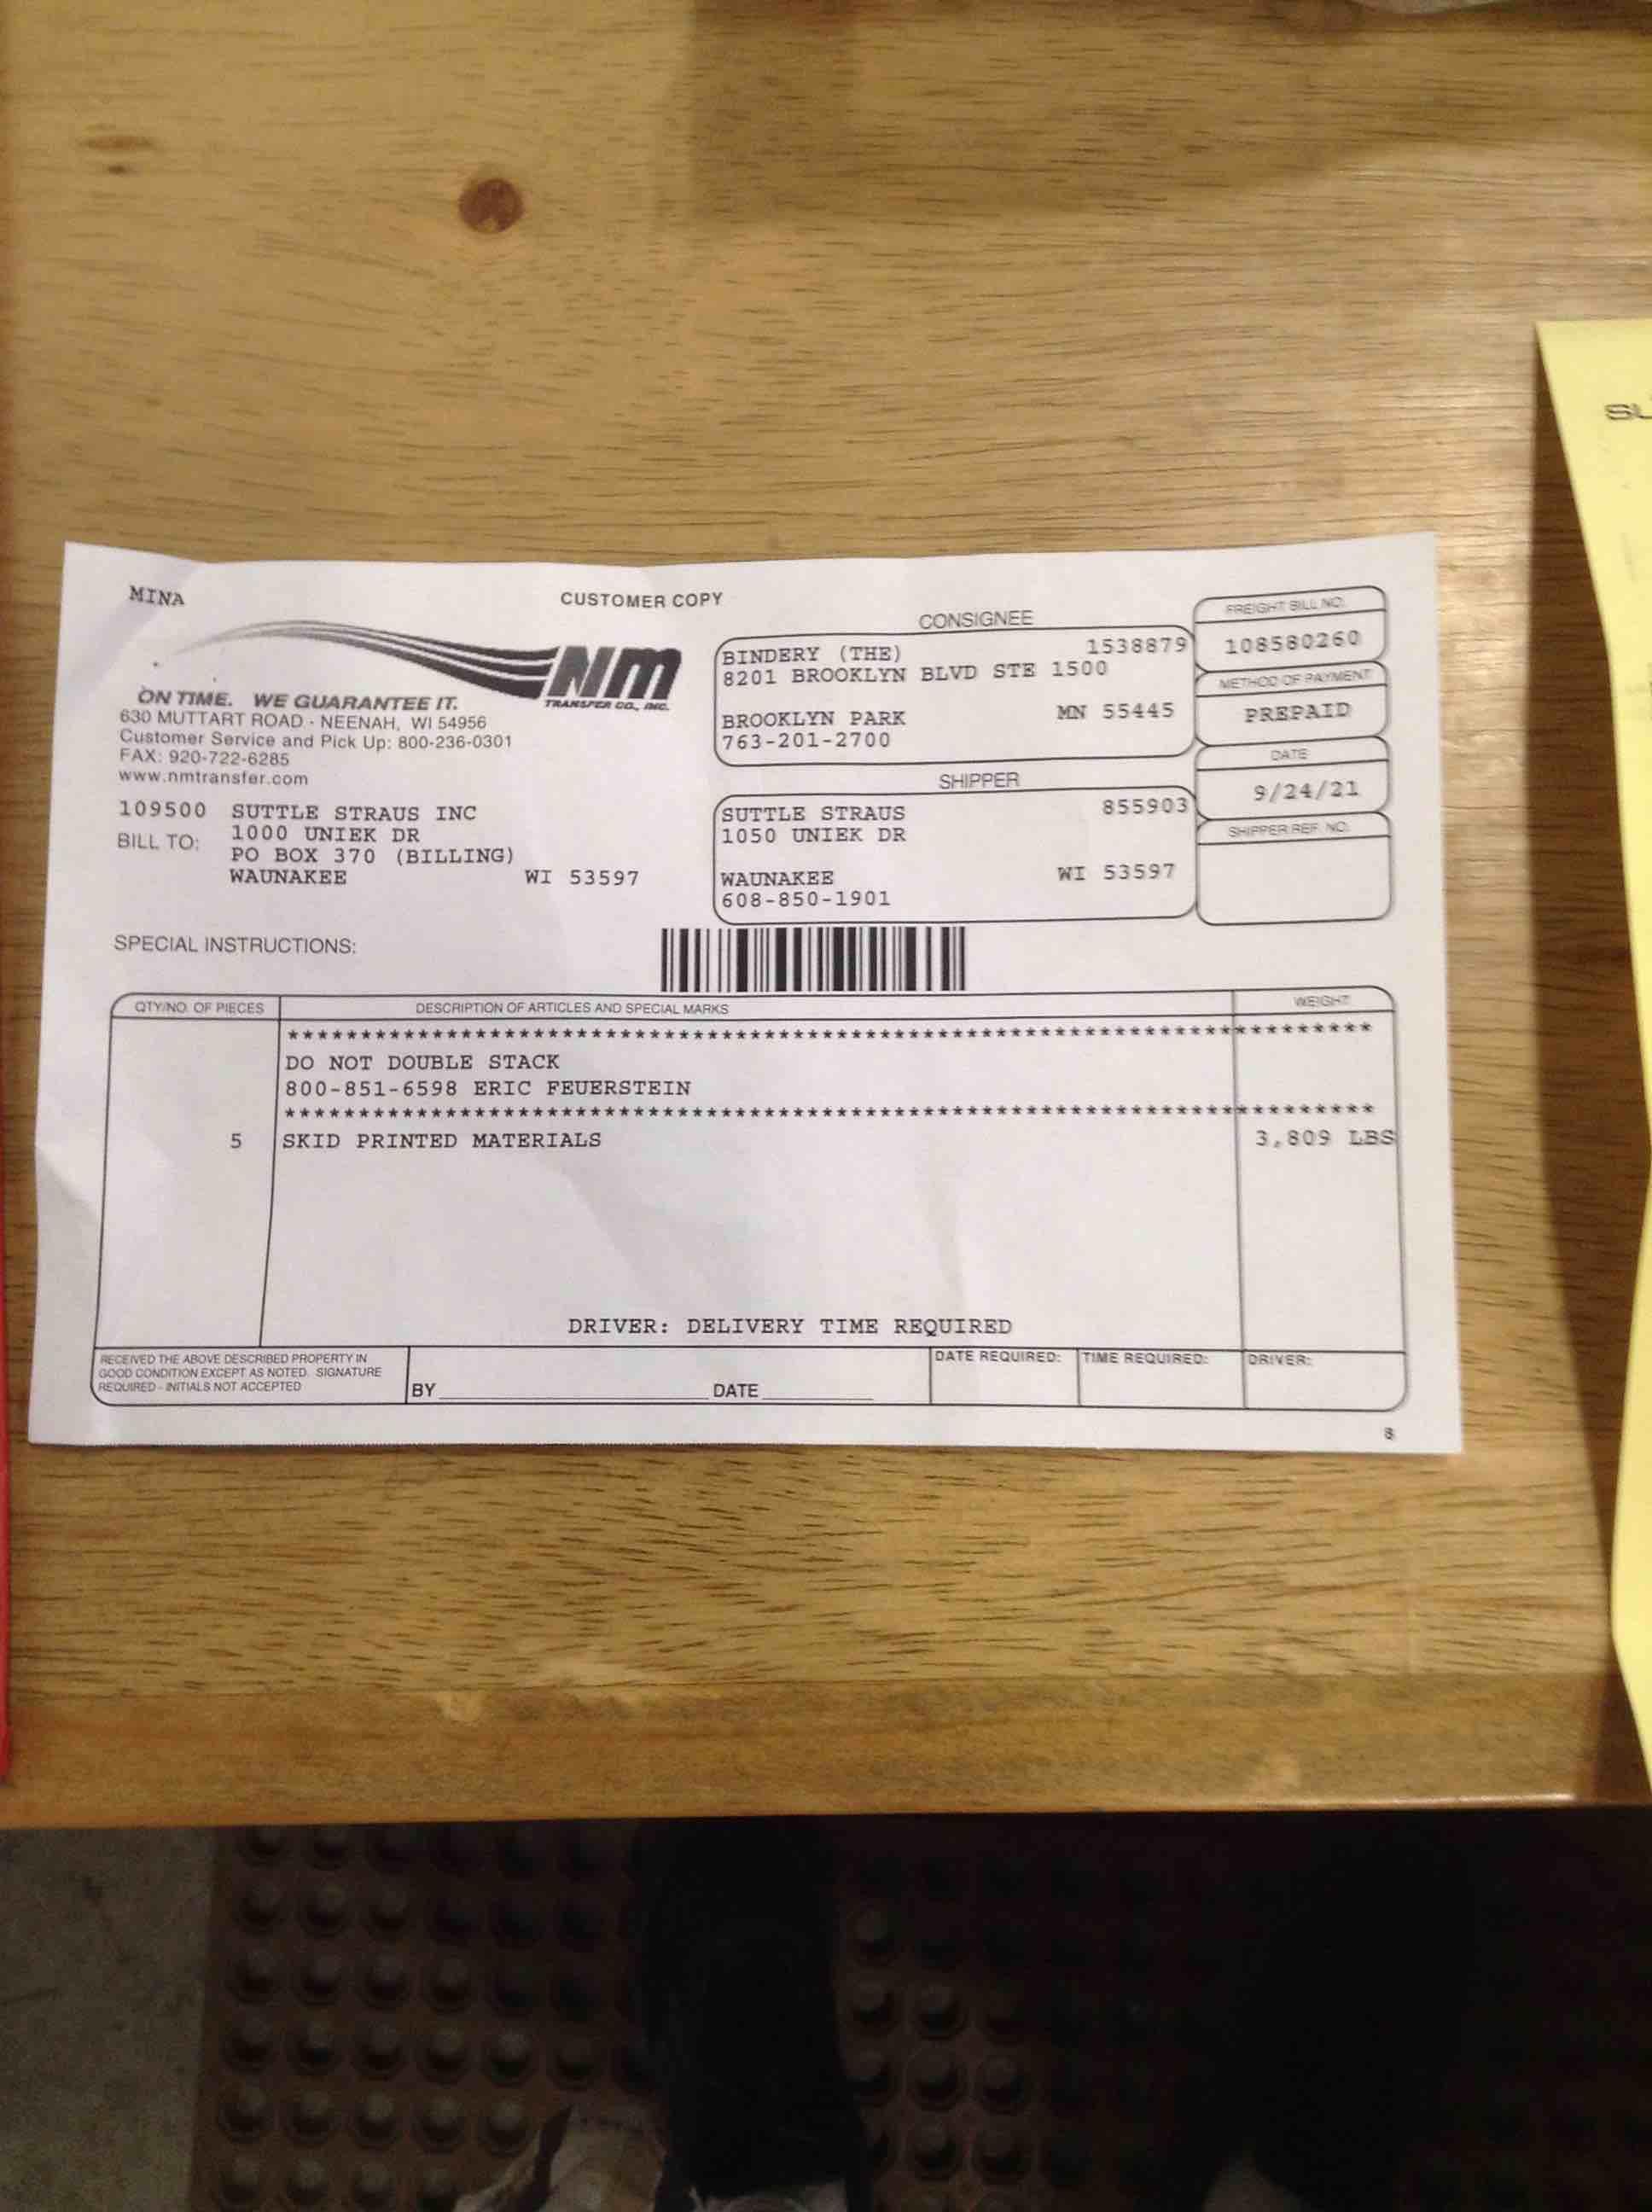 MINA
CUSTOMER COPY
Nm
TRANSFER CO., INC.
ON TIME. WE GUARANTEE IT.
630 MUTTART ROAD - NEENAH, WI 54956
Customer Service and Pick Up: 800-236-0301
FAX: 920-722-6285
www.nmtransfer.com
109500 SUTTLE STRAUS INC
BILL TO: 1000 UNIEK DR
PO BOX 370 (BILLING)
WAUNAKEE WI 53597
CONSIGNEE
BINDERY (THE) 1538879
8201 BROOKLYN BLVD STE 1500
BROOKLYN PARK MN 55445
763-201-2700
SHIPPER
SUTTLE STRAUS 855903
1050 UNIEK DR
WAUNAKEE WI 53597
608-850-1901
FREIGHT BILL NO.
108580260
METHOD OF PAYMENT
PREPAID
DATE
9/24/21
SHIPPER REF. NO.
SPECIAL INSTRUCTIONS:
QTY/NO. OF PIECES DESCRIPTION OF ARTICLES AND SPECIAL MARKS WEIGHT
***************************************************************************
DO NOT DOUBLE STACK
800-851-6598 ERIC FEUERSTEIN
***************************************************************************
5 SKID PRINTED MATERIALS 3,809 LBS
DRIVER: DELIVERY TIME REQUIRED
RECEIVED THE ABOVE DESCRIBED PROPERTY IN
GOOD CONDITION EXCEPT AS NOTED. SIGNATURE
REQUIRED - INITIALS NOT ACCEPTED
BY DATE
DATE REQUIRED: TIME REQUIRED: DRIVER:
8